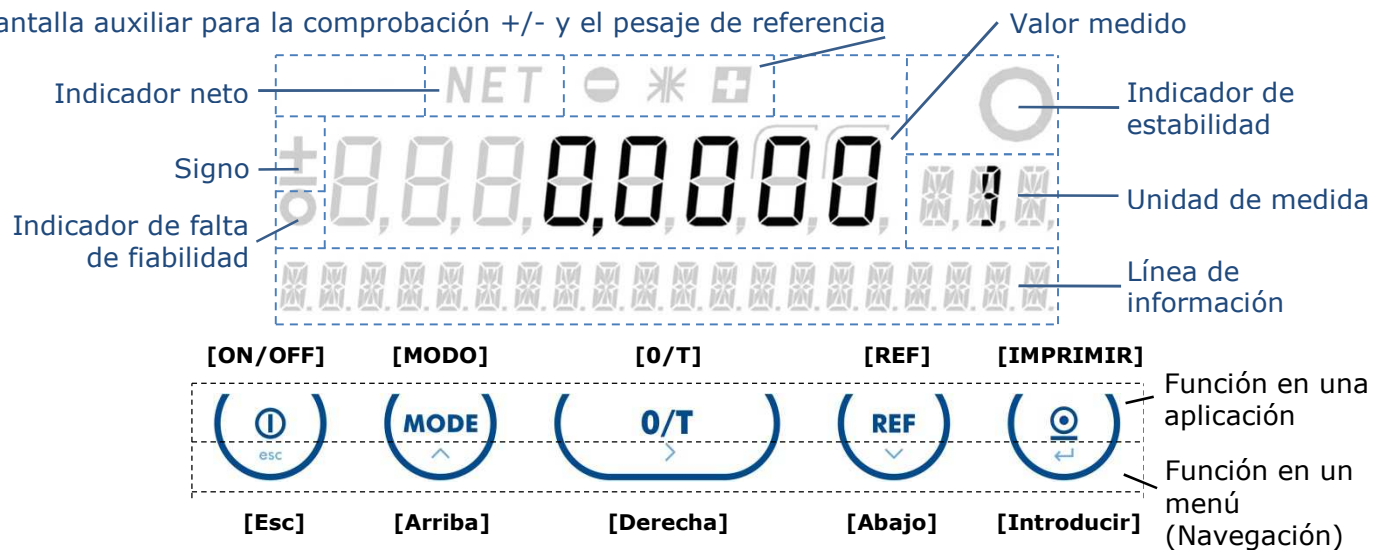 antalla auxiliar para la comprobación +/- y el pesaje de referencia
Valor medido
Indicador neto
NET
Indicador de
estabilidad
Signo
0,0000
Unidad de medida
Indicador de falta
de fiabilidad
Línea de
información
[ON/OFF] [MODO] [0/T] [REF] [IMPRIMIR]
Función en una
aplicación
MODE 0/T REF
esc
Función en un
menú
(Navegación)
[Esc] [Arriba] [Derecha] [Abajo] [Introducir]